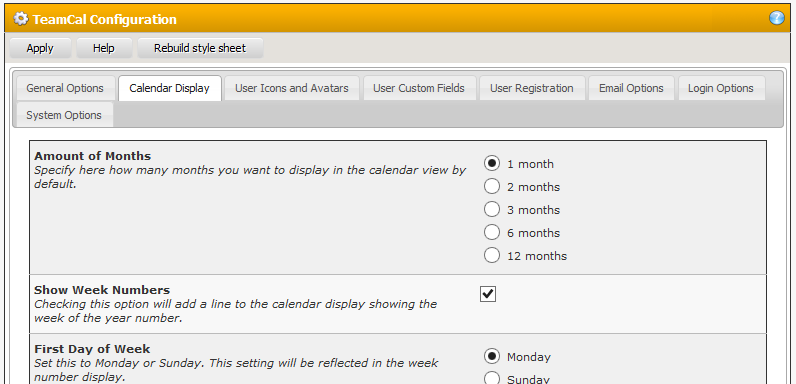 TeamCal Configuration
Apply Help Rebuild style sheet
General Options Calendar Display User Icons and Avatars User Custom Fields User Registration Email Options Login Options
System Options
Amount of Months
Specify here how many months you want to display in the calendar view by
default.
1 month
2 months
3 months
6 months
12 months
Show Week Numbers
Checking this option will add a line to the calendar display showing the
week of the year number.
First Day of Week
Set this to Monday or Sunday. This setting will be reflected in the week
number display.
Monday
Sunday